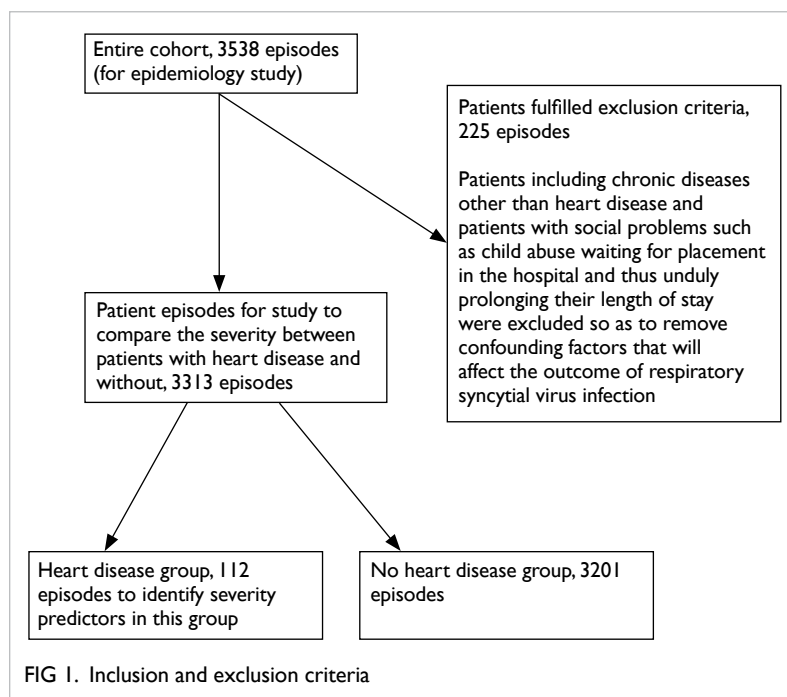 Entire cohort, 3538 episodes
(for epidemiology study)
Patients fulfilled exclusion criteria,
225 episodes
Patients including chronic diseases
other than heart disease and
patients with social problems such
as child abuse waiting for placement
in the hospital and thus unduly
prolonging their length of stay
were excluded so as to remove
confounding factors that will
affect the outcome of respiratory
syncytial virus infection
Patient episodes for study to
compare the severity between
patients with heart disease and
without, 3313 episodes
Heart disease group, 112
episodes to identify severity
predictors in this group
No heart disease group, 3201
episodes
FIG 1. Inclusion and exclusion criteria